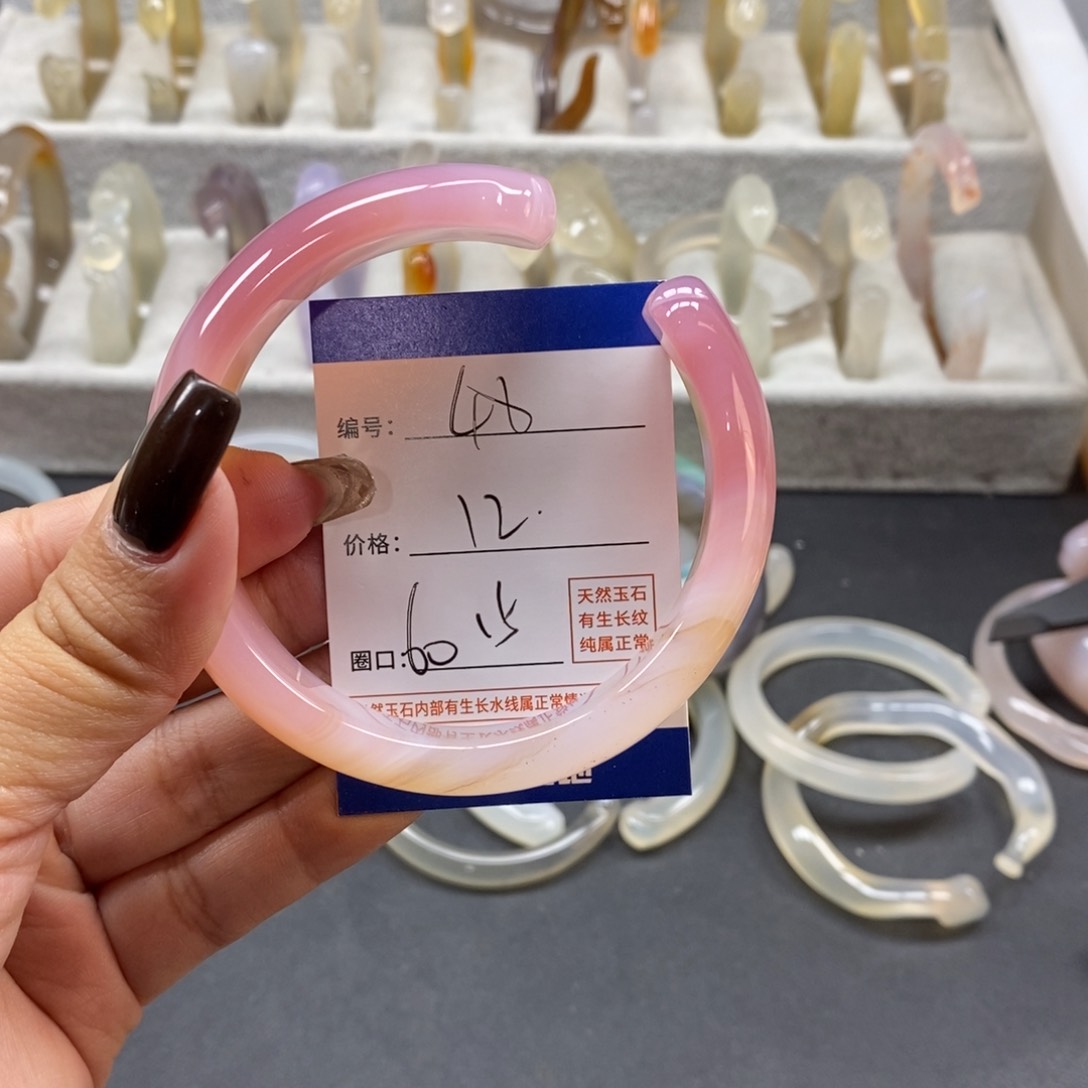 编号: 48
价格: 12.
圈口: 60 15
天然玉石
有生长纹
纯属正常
然玉石内部有生长水线属正常情